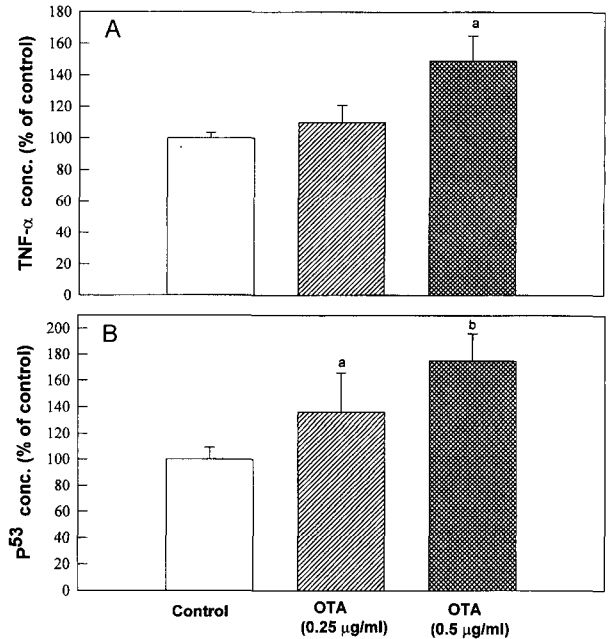 A
TNF-α conc. (% of control)
180
160
140
120
100
80
60
40
20
0
a
B
P53 conc. (% of control)
200
180
160
140
120
100
80
60
40
20
0
a
b
Control
OTA
(0.25 μg/ml)
OTA
(0.5 μg/ml)